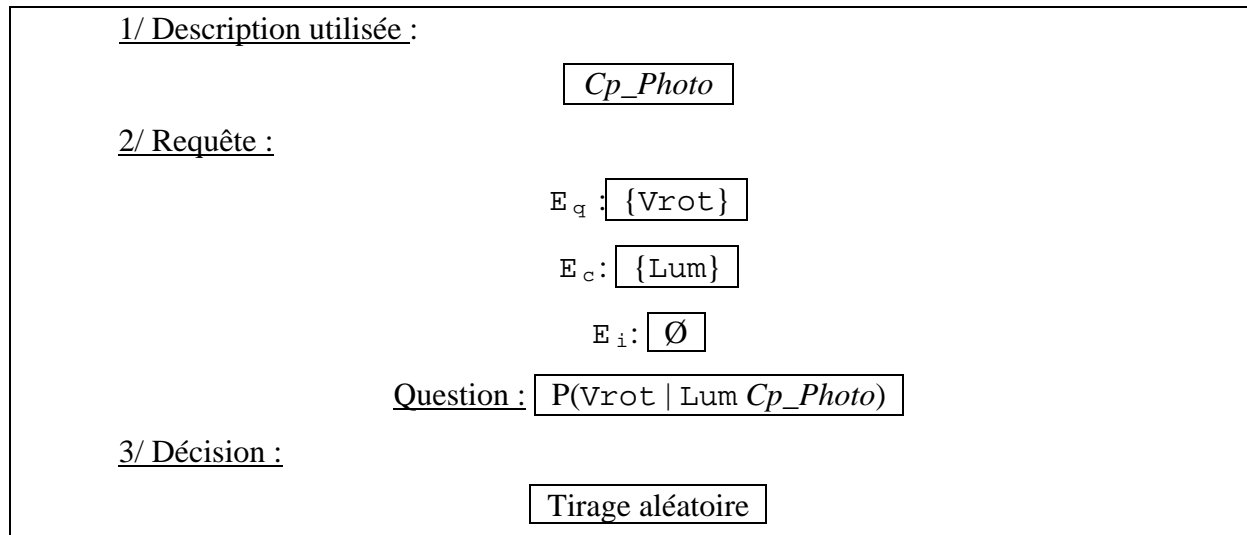 1/ Description utilisée :
Cp_Photo
2/ Requête :
E q : {Vrot}
E c: {Lum}
E i: Ø
Question : P(Vrot | Lum Cp_Photo)
3/ Décision :
Tirage aléatoire